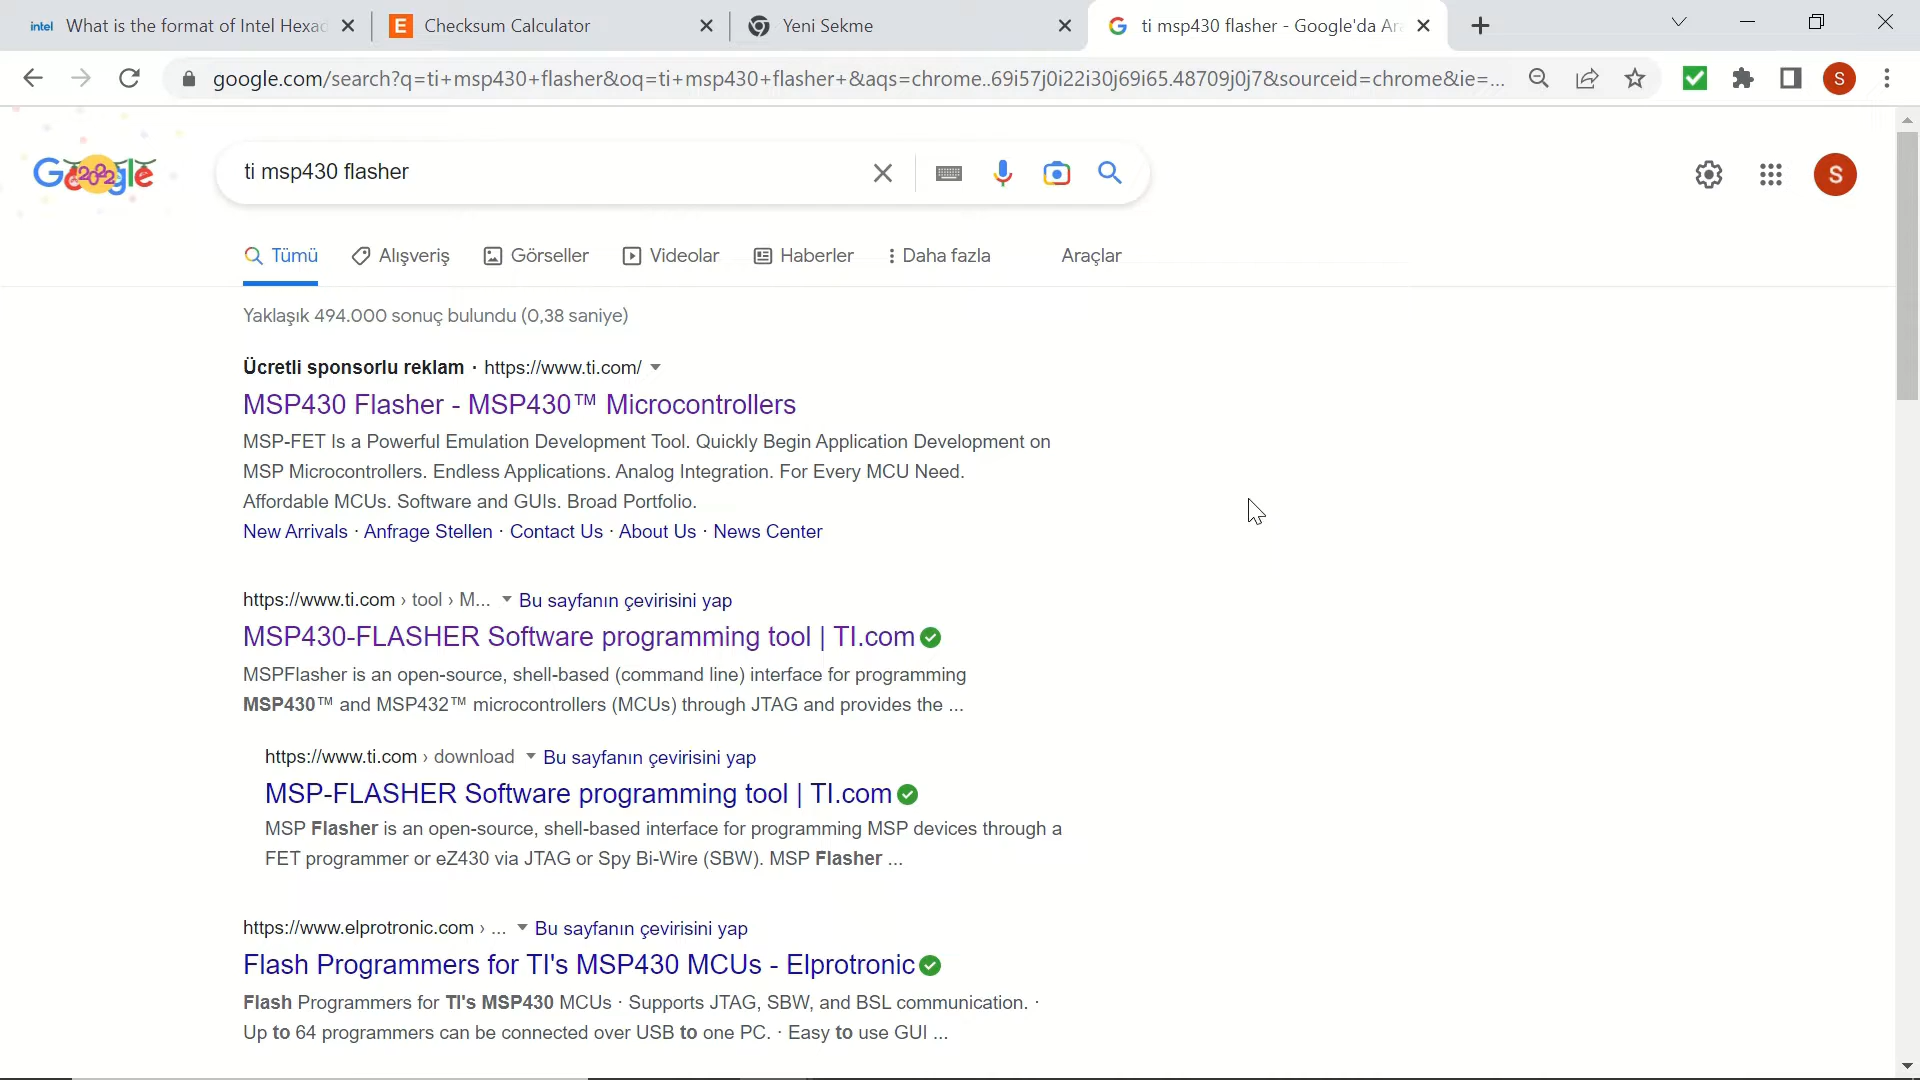 intel What is the format of Intel Hexad
E Checksum Calculator
Yeni Sekme
ti msp430 flasher - Google'da Ara
google.com/search?q=ti+msp430+flasher&oq=ti+msp430+flasher+&aqs=chrome..69i57j0i22i30j69i65.48709j0j7&sourceid=chrome&ie=...
S
Google 2022
ti msp430 flasher
S
Tümü Alışveriş Görseller Videolar Haberler Daha fazla Araçlar
Yaklaşık 494.000 sonuç bulundu (0,38 saniye)
Ücretli sponsorlu reklam · https://www.ti.com/
MSP430 Flasher - MSP430™ Microcontrollers
MSP-FET Is a Powerful Emulation Development Tool. Quickly Begin Application Development on
MSP Microcontrollers. Endless Applications. Analog Integration. For Every MCU Need.
Affordable MCUs. Software and GUIs. Broad Portfolio.
New Arrivals · Anfrage Stellen · Contact Us · About Us · News Center
https://www.ti.com › tool › M... Bu sayfanın çevirisini yap
MSP430-FLASHER Software programming tool | TI.com
MSPFlasher is an open-source, shell-based (command line) interface for programming
MSP430™ and MSP432™ microcontrollers (MCUs) through JTAG and provides the ...
https://www.ti.com › download Bu sayfanın çevirisini yap
MSP-FLASHER Software programming tool | TI.com
MSP Flasher is an open-source, shell-based interface for programming MSP devices through a
FET programmer or eZ430 via JTAG or Spy Bi-Wire (SBW). MSP Flasher ...
https://www.elprotronic.com › ... Bu sayfanın çevirisini yap
Flash Programmers for TI's MSP430 MCUs - Elprotronic
Flash Programmers for TI's MSP430 MCUs · Supports JTAG, SBW, and BSL communication. ·
Up to 64 programmers can be connected over USB to one PC. · Easy to use GUI ...